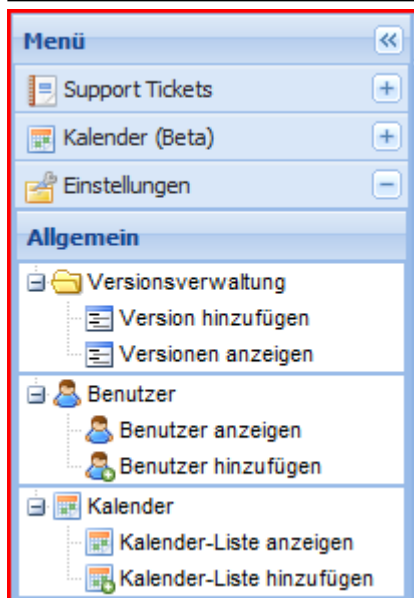 Menü
Support Tickets
Kalender (Beta)
Einstellungen
Allgemein
Versionsverwaltung
Version hinzufügen
Versionen anzeigen
Benutzer
Benutzer anzeigen
Benutzer hinzufügen
Kalender
Kalender-Liste anzeigen
Kalender-Liste hinzufügen